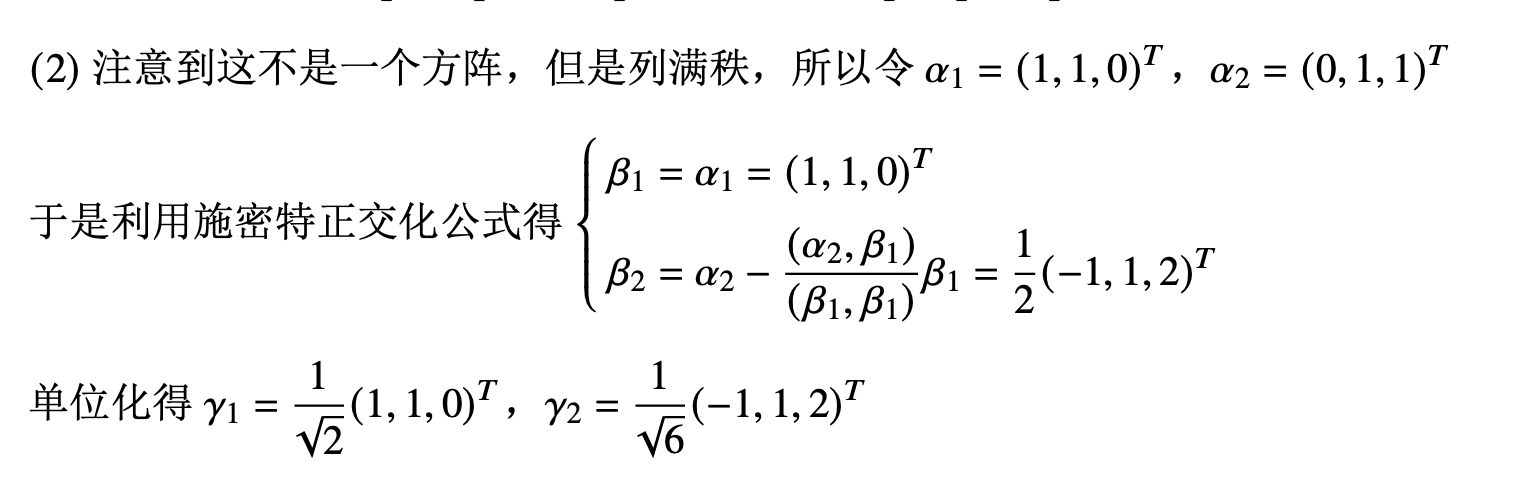 (2) 注意到这不是一个方阵，但是列满秩，所以令 $\alpha_1 = (1, 1, 0)^T$，$\alpha_2 = (0, 1, 1)^T$
于是利用施密特正交化公式得 $\begin{cases} \beta_1 = \alpha_1 = (1, 1, 0)^T \\ \beta_2 = \alpha_2 - \dfrac{(\alpha_2, \beta_1)}{(\beta_1, \beta_1)}\beta_1 = \dfrac{1}{2}(-1, 1, 2)^T \end{cases}$
单位化得 $\gamma_1 = \dfrac{1}{\sqrt{2}}(1, 1, 0)^T$，$\gamma_2 = \dfrac{1}{\sqrt{6}}(-1, 1, 2)^T$